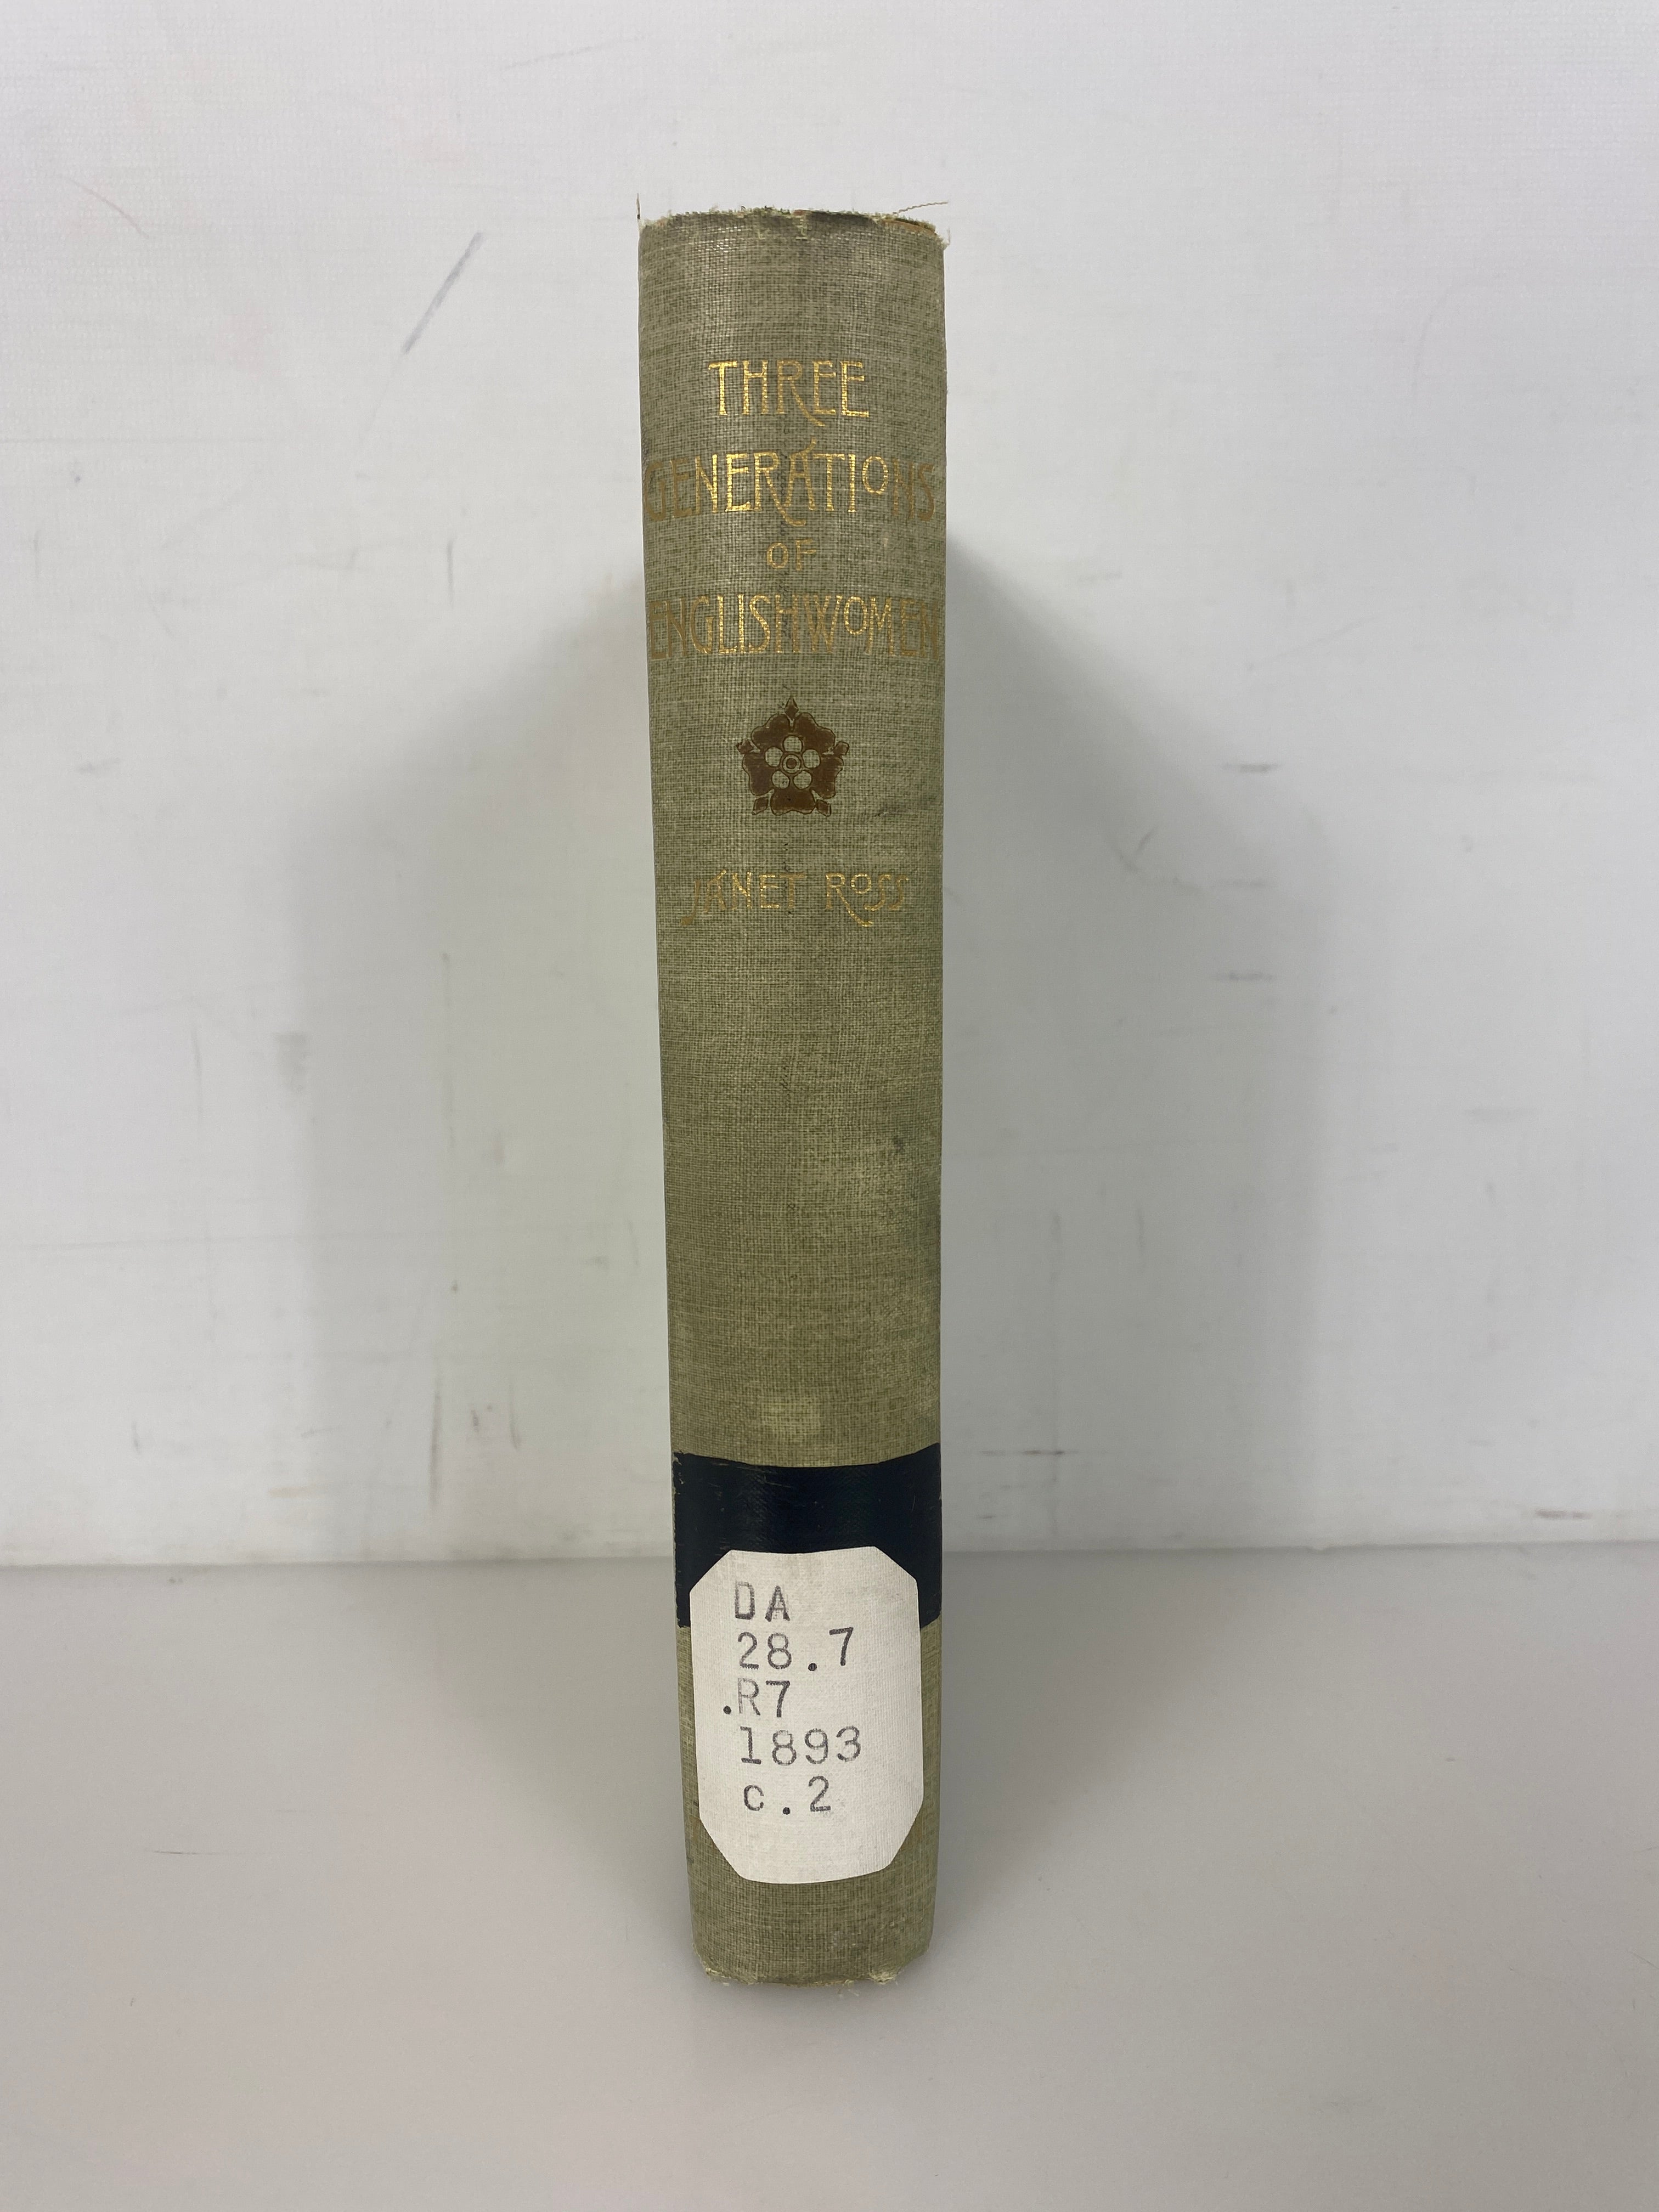 THREE
GENERATIONS
OF
ENGLISHWOMEN
JANET ROSS
DA
28.7
.R7
1893
c.2